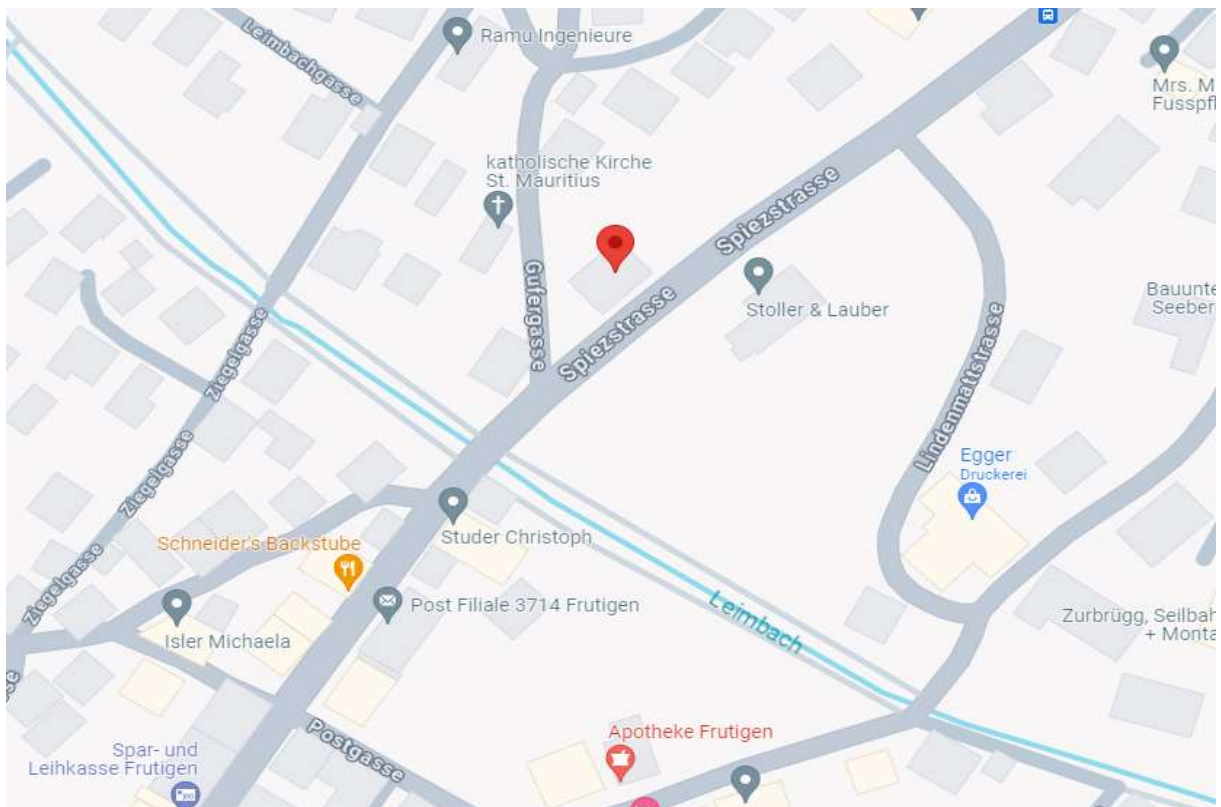 Leimbachgasse
Ramu Ingenieure
Mrs. M
Fusspfl
katholische Kirche
St. Mauritius
Spiezstrasse
Gufergasse
Spiezstrasse
Stoller & Lauber
Bauunte
Seeber
Ziegelgasse
Lindenmattstrasse
Ziegelgasse
Egger
Druckerei
Studer Christoph
Schneider's Backstube
Ziegelgasse
Post Filiale 3714 Frutigen
Leimbach
Isler Michaela
Zurbrügg, Seilbah
+ Monta
sse
Postgasse
Apotheke Frutigen
Spar- und
Leihkasse Frutigen